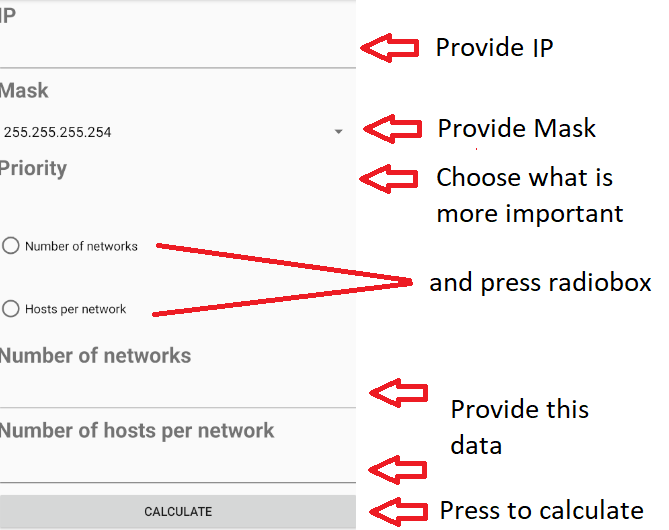 IP
Provide IP
Mask
255.255.255.254
Provide Mask
Priority
Choose what is
more important
Number of networks
and press radiobox
Hosts per network
Number of networks
Provide this
data
Number of hosts per network
CALCULATE
Press to calculate